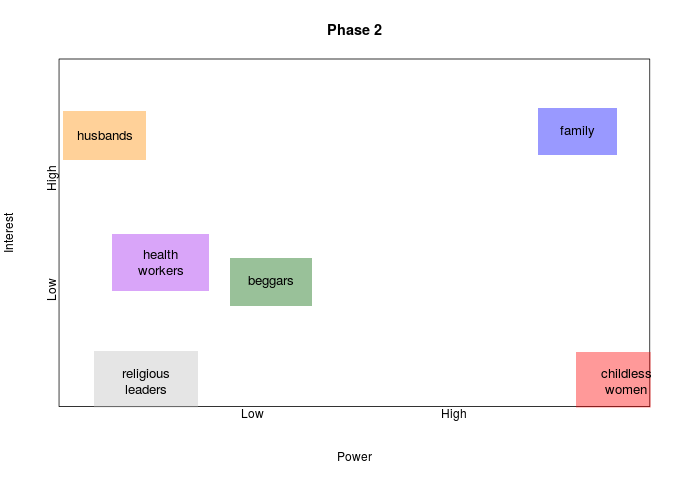 Phase 2
husbands
family
High
Interest
health
workers
beggars
Low
religious
leaders
childless
women
Low
High
Power